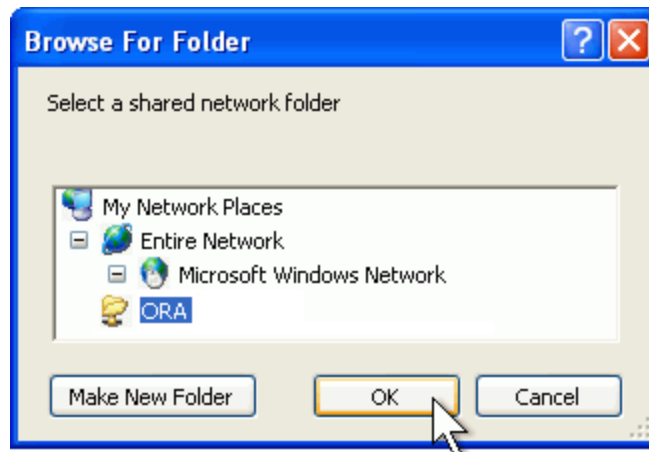 Browse For Folder
Select a shared network folder
My Network Places
Entire Network
Microsoft Windows Network
ORA
Make New Folder OK Cancel